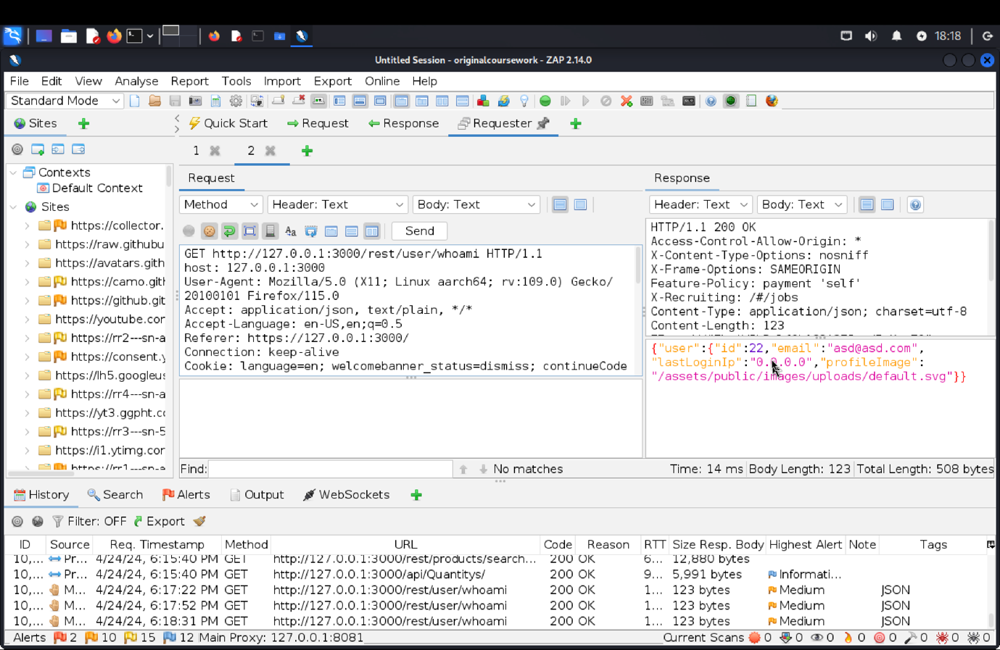 18:18
Untitled Session - originalcoursework - ZAP 2.14.0
File Edit View Analyse Report Tools Import Export Online Help
Standard Mode
Sites
Quick Start Request Response Requester
1 2
Contexts
Default Context
Sites
https://collector.
https://raw.githubu
https://avatars.gith
https://camo.gitl
https://github.git
https://youtube.cor
https://rr2---sn-a
https://consent.y
https://lh5.googleus
https://rr4---sn-a
https://yt3.ggpht.co
https://rr3---sn-5
https://i1.ytimg.cor
https://rr1---sn-a
Request
Method Header: Text Body: Text
Send
GET http://127.0.0.1:3000/rest/user/whoami HTTP/1.1
host: 127.0.0.1:3000
User-Agent: Mozilla/5.0 (X11; Linux aarch64; rv:109.0) Gecko/
20100101 Firefox/115.0
Accept: application/json, text/plain, */*
Accept-Language: en-US,en;q=0.5
Referer: https://127.0.0.1:3000/
Connection: keep-alive
Cookie: language=en; welcomebanner_status=dismiss; continueCode
Response
Header: Text Body: Text
HTTP/1.1 200 OK
Access-Control-Allow-Origin: *
X-Content-Type-Options: nosniff
X-Frame-Options: SAMEORIGIN
Feature-Policy: payment 'self'
X-Recruiting: /#/jobs
Content-Type: application/json; charset=utf-8
Content-Length: 123
{"user":{"id":22,"email":"asd@asd.com",
"lastLoginIp":"0.0.0.0","profileImage":
"/assets/public/images/uploads/default.svg"}}
Find: No matches Time: 14 ms Body Length: 123 Total Length: 508 bytes
History Search Alerts Output WebSockets
Filter: OFF Export
ID Source Req. Timestamp Method URL Code Reason RTT Size Resp. Body Highest Alert Note Tags
10,... Pr... 4/24/24, 6:15:40 PM GET http://127.0.0.1:3000/rest/products/search... 200 OK 6... 12,880 bytes
10,... Pr... 4/24/24, 6:15:40 PM GET http://127.0.0.1:3000/api/Quantitys/ 200 OK 9... 5,991 bytes Informati...
10,... M... 4/24/24, 6:17:22 PM GET http://127.0.0.1:3000/rest/user/whoami 200 OK 1... 123 bytes Medium JSON
10,... M... 4/24/24, 6:17:52 PM GET http://127.0.0.1:3000/rest/user/whoami 200 OK 1... 123 bytes Medium JSON
10,... M... 4/24/24, 6:18:31 PM GET http://127.0.0.1:3000/rest/user/whoami 200 OK 1... 123 bytes Medium JSON
Alerts 2 10 15 12 Main Proxy: 127.0.0.1:8081 Current Scans 0 0 0 0 0 0 0 0